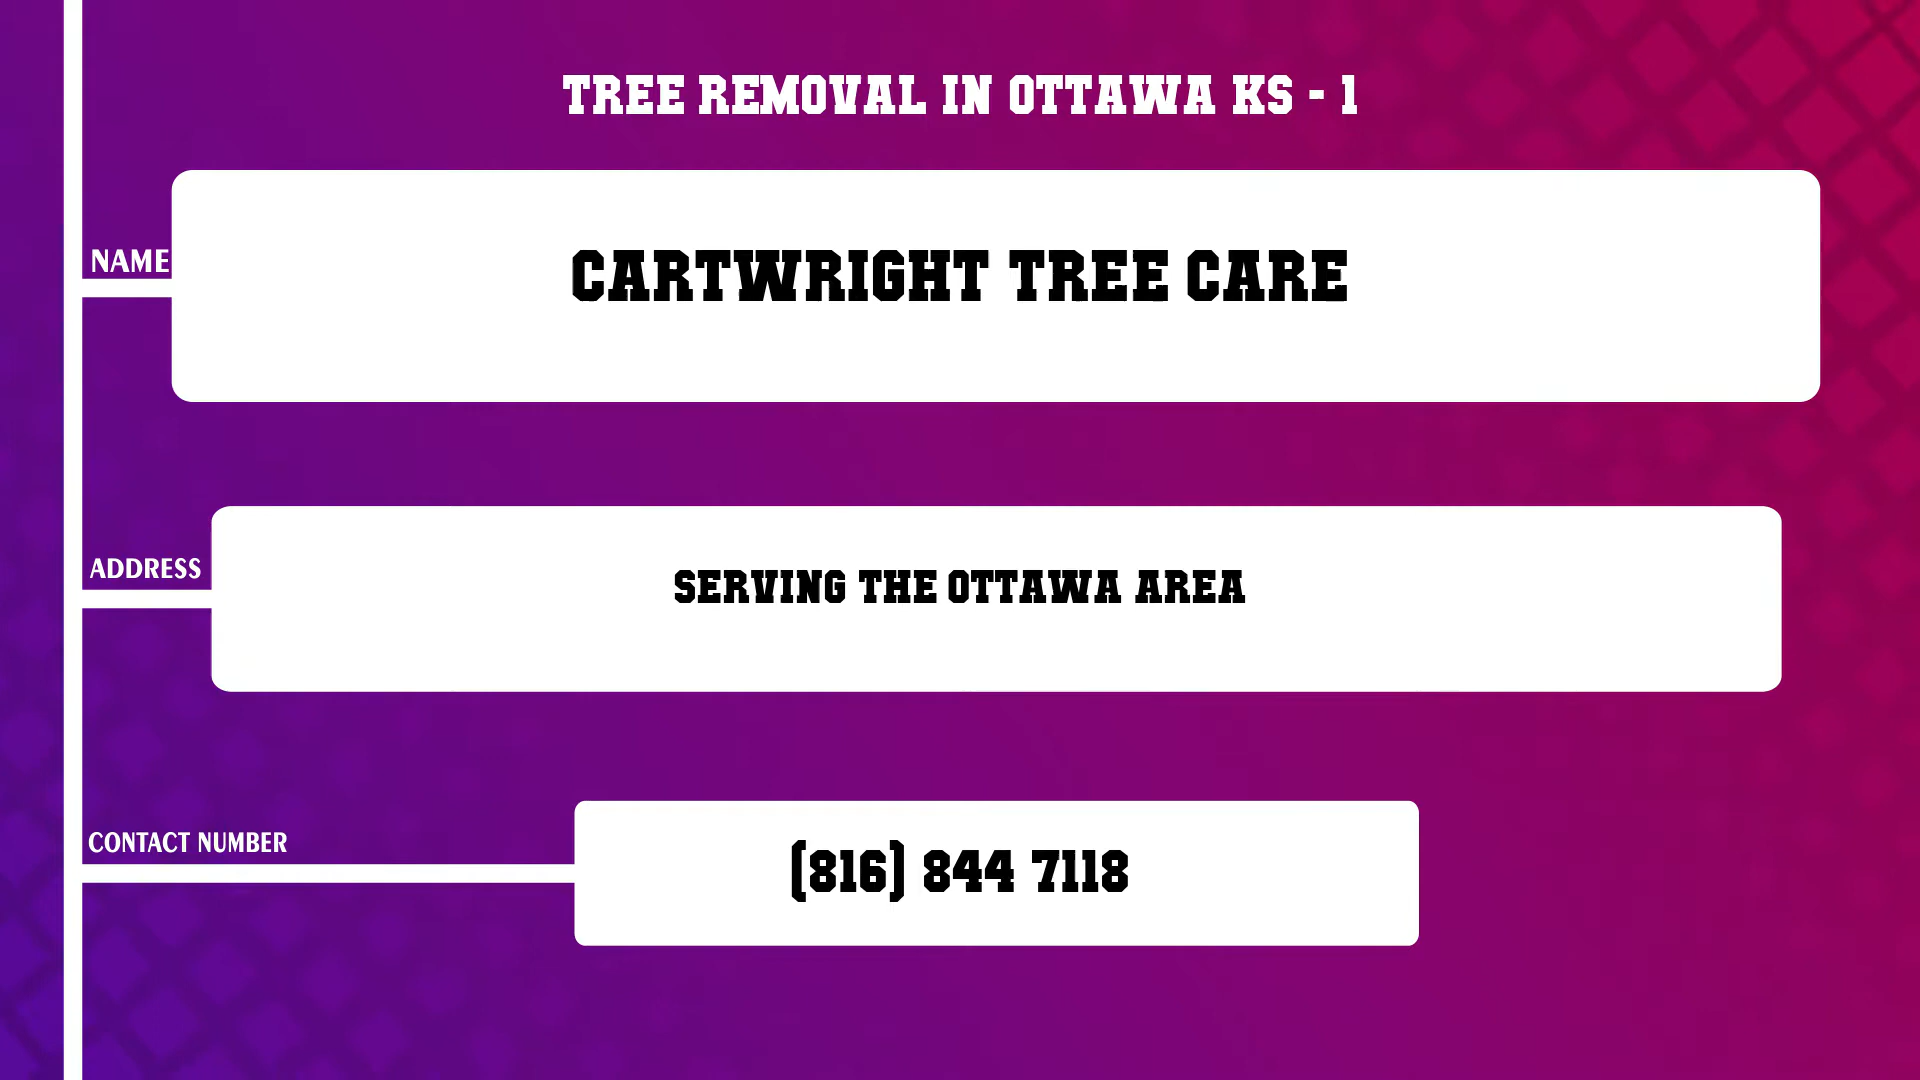 TREE REMOVAL IN OTTAWA KS - 1
NAME
CARTWRIGHT TREE CARE
ADDRESS
SERVING THE OTTAWA AREA
CONTACT NUMBER
(816) 844 7118